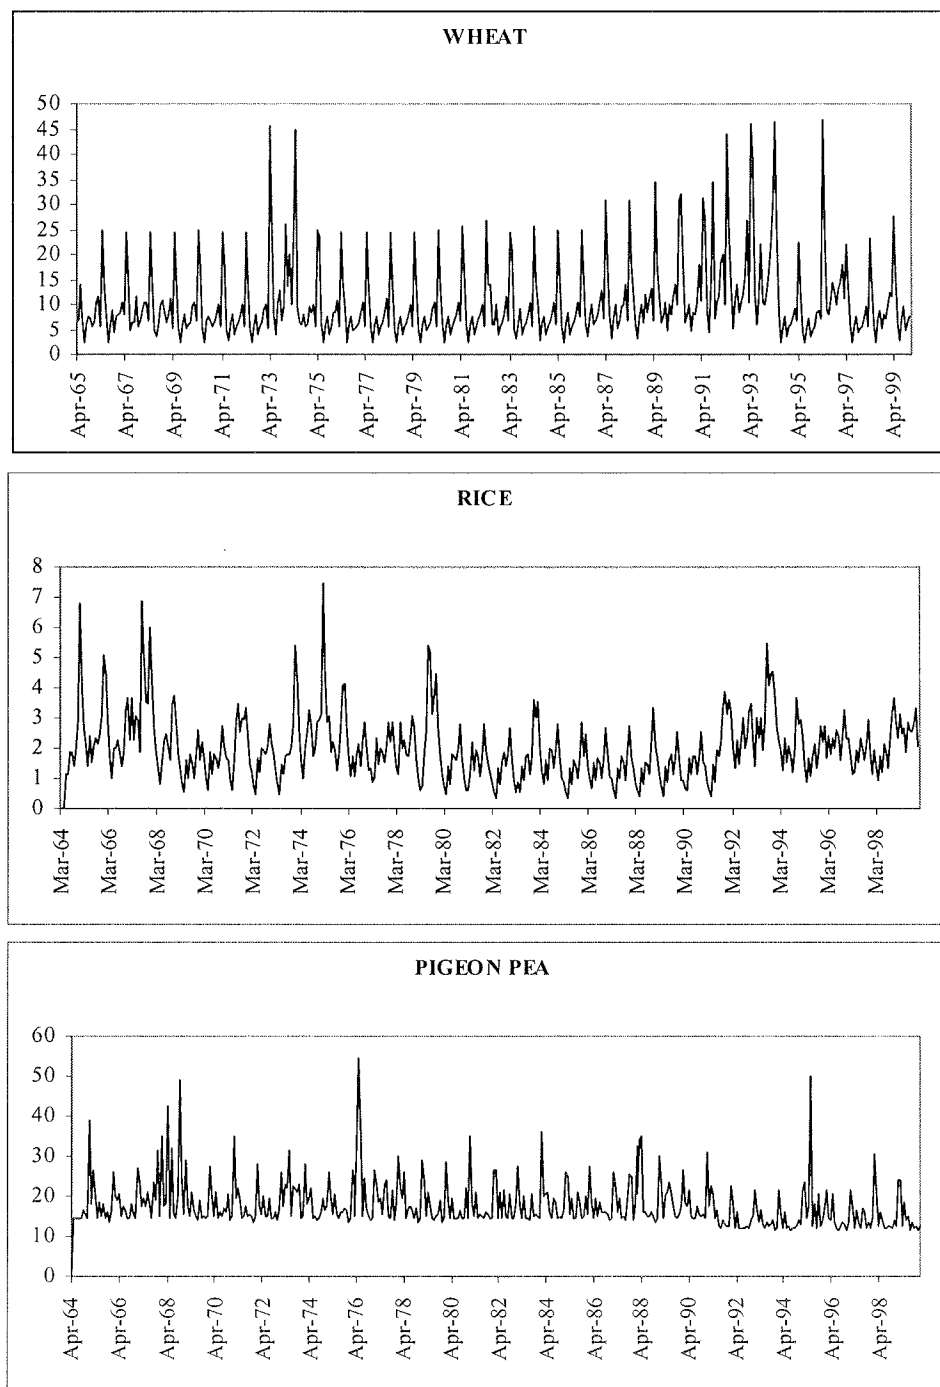 WHEAT
50
45
40
35
30
25
20
15
10
5
0
Apr-65
Apr-67
Apr-69
Apr-71
Apr-73
Apr-75
Apr-77
Apr-79
Apr-81
Apr-83
Apr-85
Apr-87
Apr-89
Apr-91
Apr-93
Apr-95
Apr-97
Apr-99
RICE
8
7
6
5
4
3
2
1
0
Mar-64
Mar-66
Mar-68
Mar-70
Mar-72
Mar-74
Mar-76
Mar-78
Mar-80
Mar-82
Mar-84
Mar-86
Mar-88
Mar-90
Mar-92
Mar-94
Mar-96
Mar-98
PIGEON PEA
60
50
40
30
20
10
0
Apr-64
Apr-66
Apr-68
Apr-70
Apr-72
Apr-74
Apr-76
Apr-78
Apr-80
Apr-82
Apr-84
Apr-86
Apr-88
Apr-90
Apr-92
Apr-94
Apr-96
Apr-98